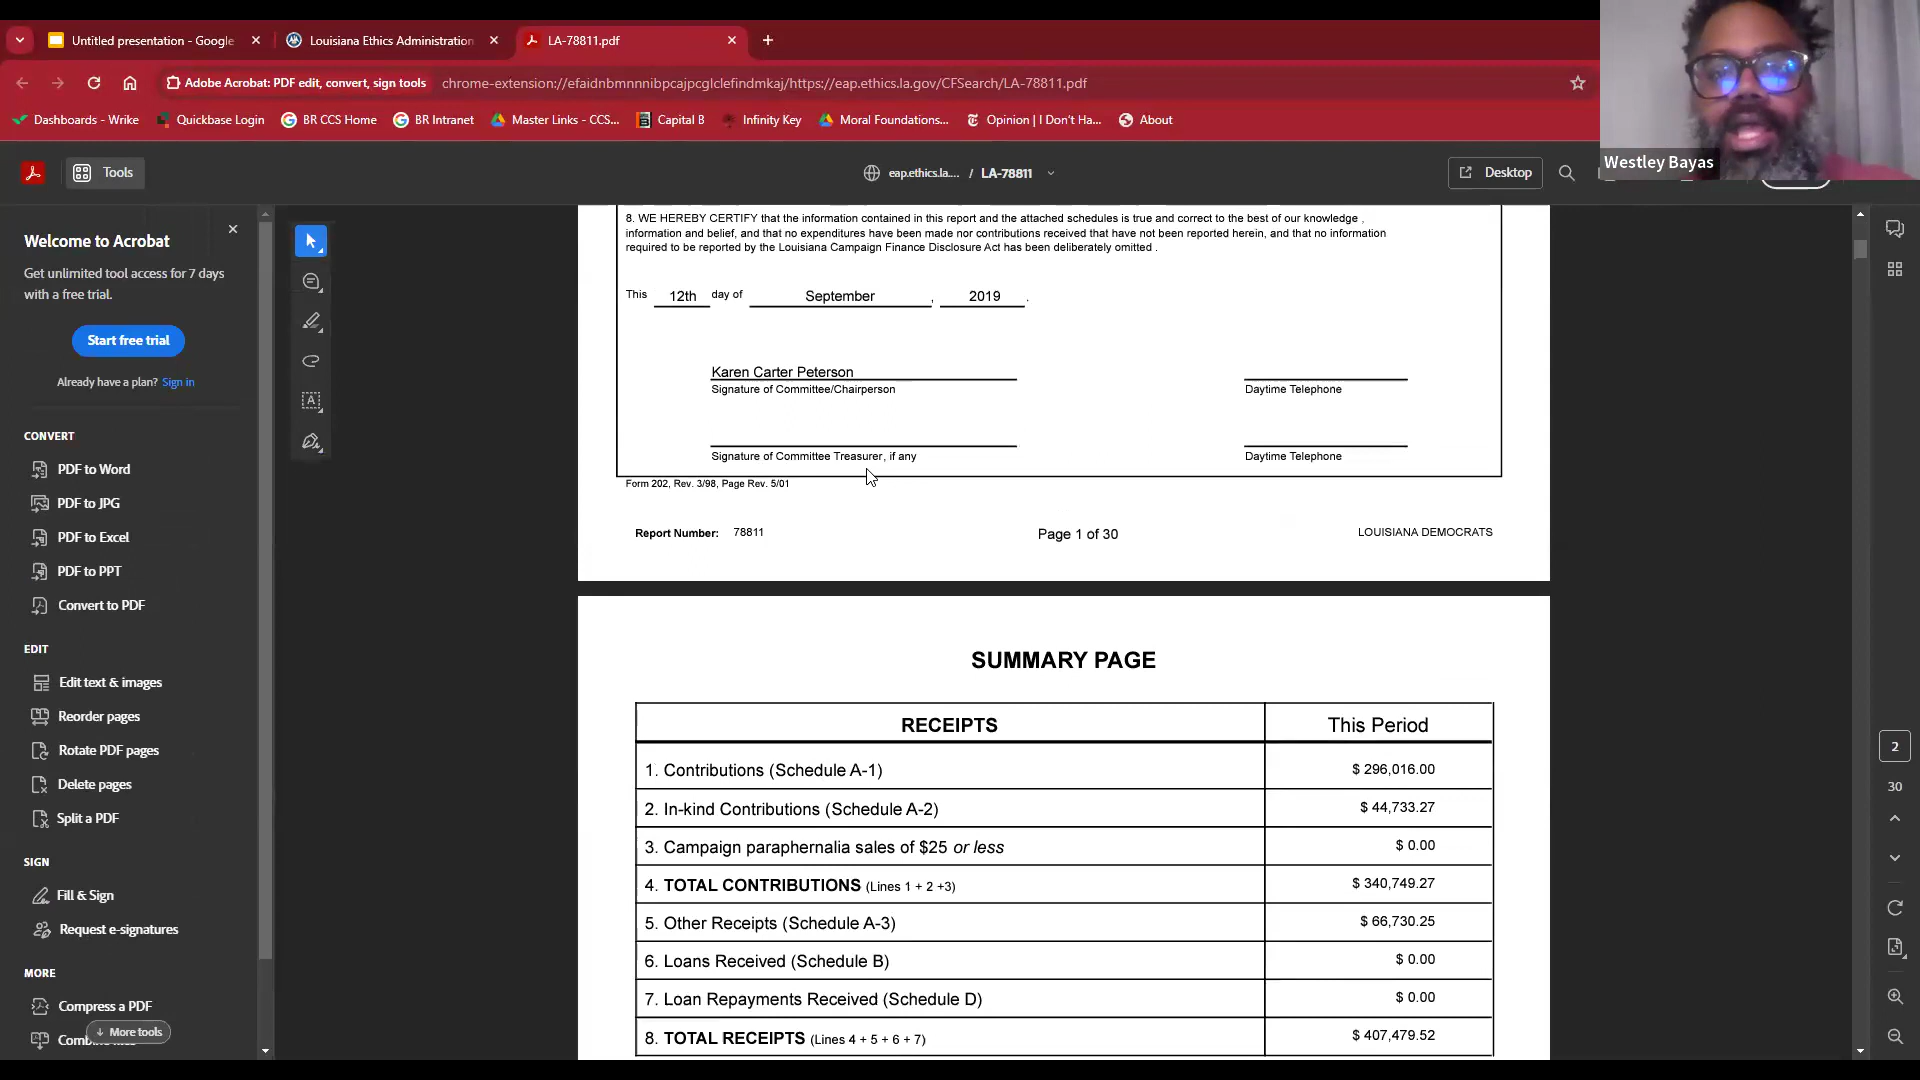 Untitled presentation - Google
Louisiana Ethics Administration
LA-78811.pdf
Adobe Acrobat: PDF edit, convert, sign tools
chrome-extension://efaidnbmnnnibpcajpcglclefindmkaj/https://eap.ethics.la.gov/CFSearch/LA-78811.pdf
Dashboards - Wrike
Quickbase Login
BR CCS Home
BR Intranet
Master Links - CCS...
Capital B
Infinity Key
Moral Foundations...
Opinion | I Don't Ha...
About
Westley Bayas
Tools
eap.ethics.la.... / LA-78811
Desktop
Welcome to Acrobat
Get unlimited tool access for 7 days
with a free trial.
Start free trial
Already have a plan? Sign in
CONVERT
PDF to Word
PDF to JPG
PDF to Excel
PDF to PPT
Convert to PDF
EDIT
Edit text & images
Reorder pages
Rotate PDF pages
Delete pages
Split a PDF
SIGN
Fill & Sign
Request e-signatures
MORE
Compress a PDF
More tools
8. WE HEREBY CERTIFY that the information contained in this report and the attached schedules is true and correct to the best of our knowledge ,
information and belief, and that no expenditures have been made nor contributions received that have not been reported herein, and that no information
required to be reported by the Louisiana Campaign Finance Disclosure Act has been deliberately omitted .
This 12th day of September , 2019 .
Karen Carter Peterson
Signature of Committee/Chairperson
Daytime Telephone
Signature of Committee Treasurer, if any
Daytime Telephone
Form 202, Rev. 3/98, Page Rev. 5/01
Report Number: 78811
Page 1 of 30
LOUISIANA DEMOCRATS
SUMMARY PAGE
RECEIPTS This Period
1. Contributions (Schedule A-1) $ 296,016.00
2. In-kind Contributions (Schedule A-2) $ 44,733.27
3. Campaign paraphernalia sales of $25 or less $ 0.00
4. TOTAL CONTRIBUTIONS (Lines 1 + 2 +3) $ 340,749.27
5. Other Receipts (Schedule A-3) $ 66,730.25
6. Loans Received (Schedule B) $ 0.00
7. Loan Repayments Received (Schedule D) $ 0.00
8. TOTAL RECEIPTS (Lines 4 + 5 + 6 + 7) $ 407,479.52
2
30